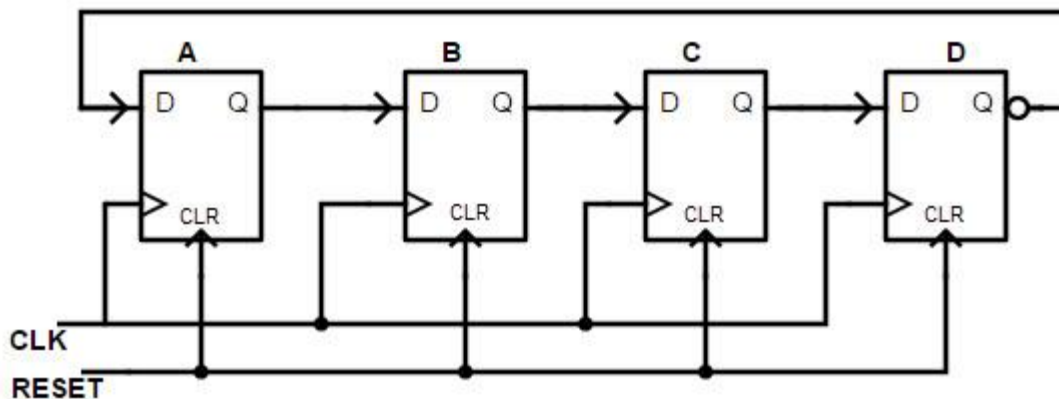 A B C D
D Q D Q D Q D Q
CLR CLR CLR CLR
CLK
RESET